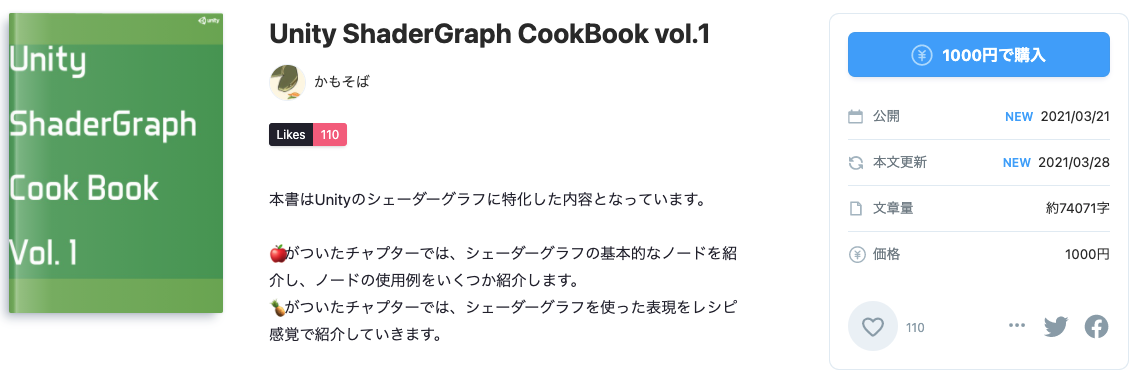 unity
Unity
ShaderGraph
Cook Book
Vol. 1
Unity ShaderGraph CookBook vol.1
かもそば
Likes 110
本書はUnityのシェーダーグラフに特化した内容となっています。
🍎がついたチャプターでは、シェーダーグラフの基本的なノードを紹
介し、ノードの使用例をいくつか紹介します。
🍍がついたチャプターでは、シェーダーグラフを使った表現をレシピ
感覚で紹介していきます。
1000円で購入
公開 NEW 2021/03/21
本文更新 NEW 2021/03/28
文章量 約74071字
価格 1000円
110